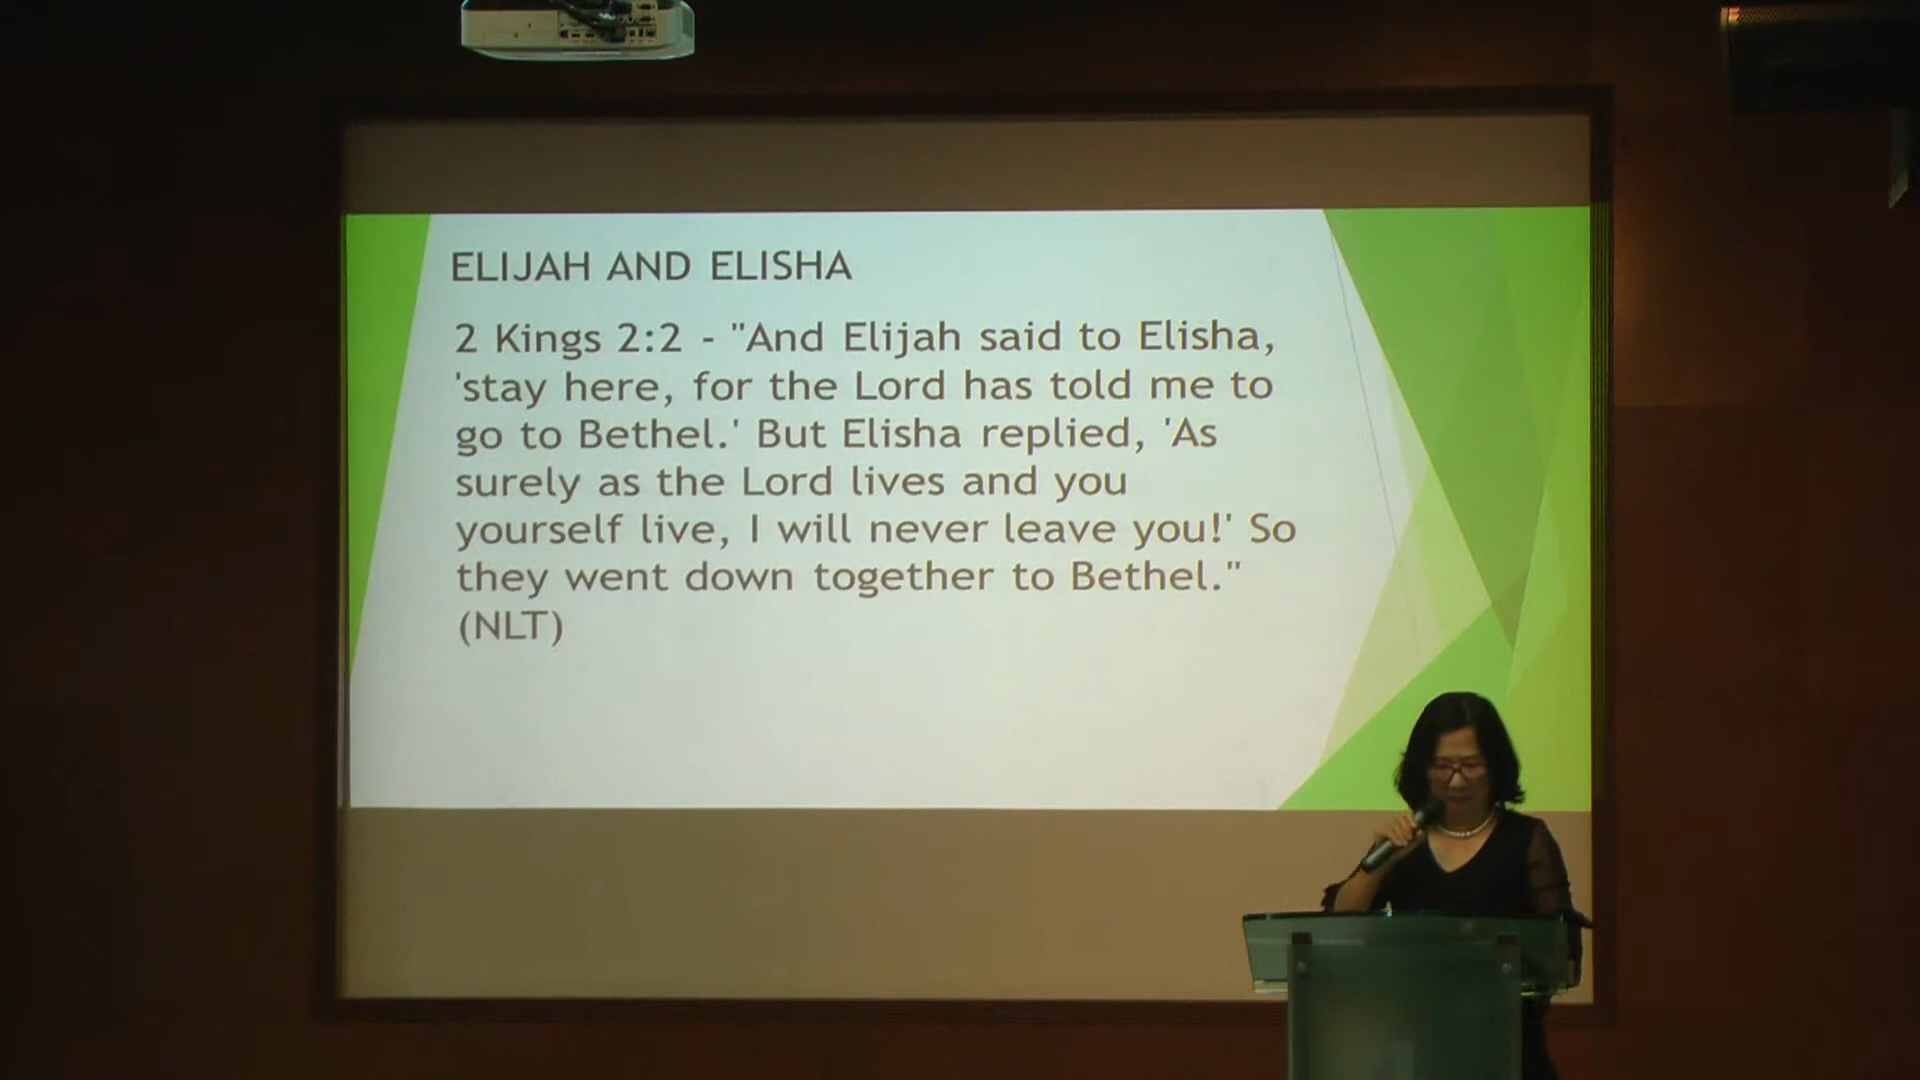 ELIJAH AND ELISHA
2 Kings 2:2 - "And Elijah said to Elisha,
'stay here, for the Lord has told me to
go to Bethel.' But Elisha replied, 'As
surely as the Lord lives and you
yourself live, I will never leave you!' So
they went down together to Bethel."
(NLT)